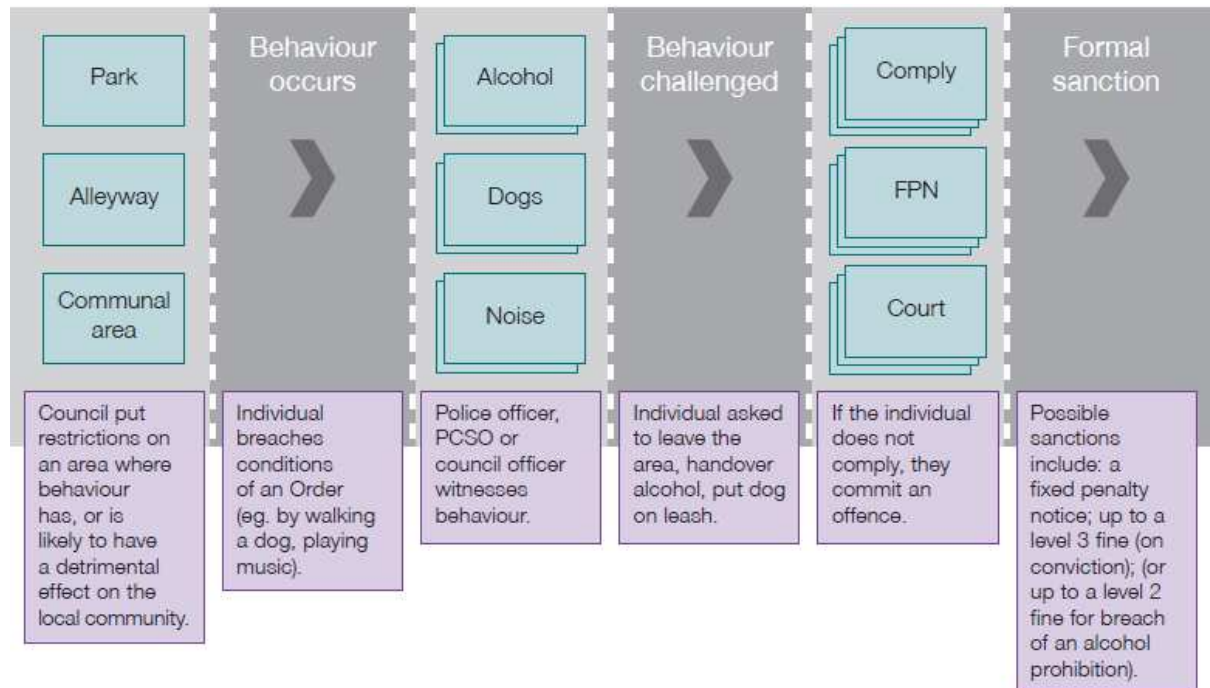 Park
Alleyway
Communal
area
Council put
restrictions on
an area where
behaviour
has, or is
likely to have
a detrimental
effect on the
local community.
Behaviour
occurs
Individual
breaches
conditions
of an Order
(eg. by walking
a dog, playing
music).
Alcohol
Dogs
Noise
Police officer,
PCSO or
council officer
witnesses
behaviour.
Behaviour
challenged
Individual asked
to leave the
area, handover
alcohol, put dog
on leash.
Comply
FPN
Court
If the individual
does not
comply, they
commit an
offence.
Formal
sanction
Possible
sanctions
include: a
fixed penalty
notice; up to a
level 3 fine (on
conviction); (or
up to a level 2
fine for breach
of an alcohol
prohibition).